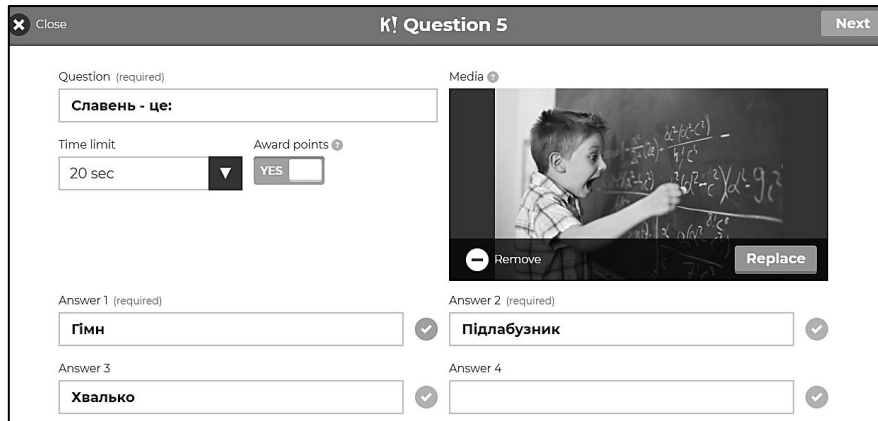 Close
K! Question 5
Next
Question (required)
Славень - це:
Time limit
Award points
20 sec
YES
Media
Remove
Replace
Answer 1 (required)
Гімн
Answer 2 (required)
Підлабузник
Answer 3
Хвалько
Answer 4